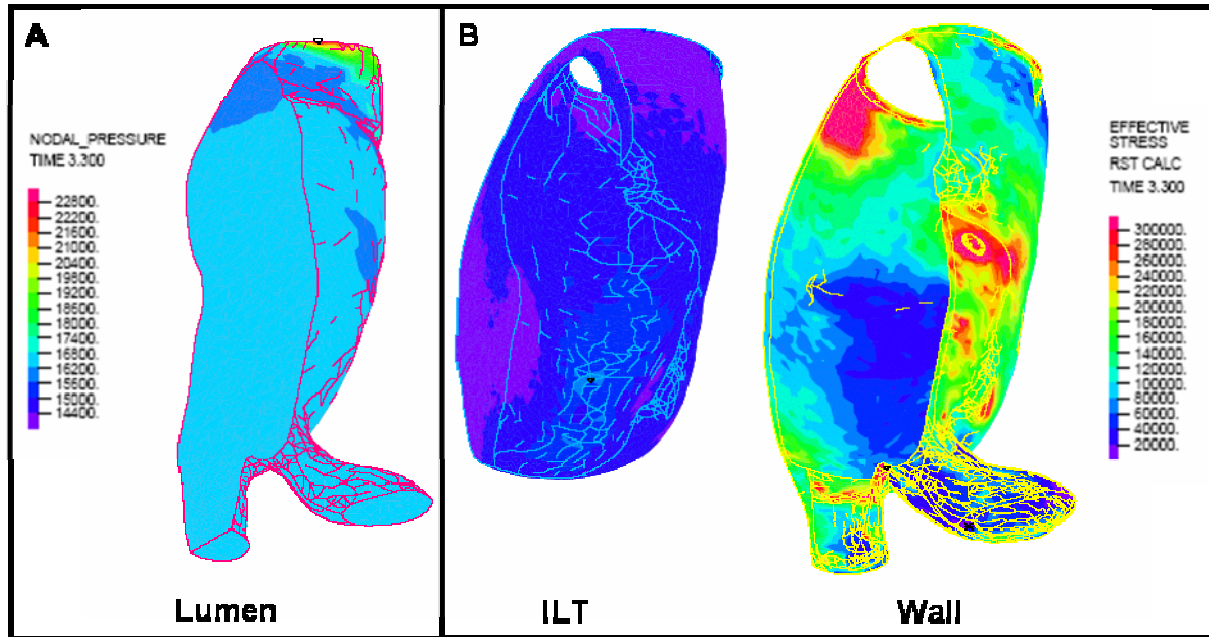 A
B
NODAL_PRESSURE
TIME 3.300
22800.
22200.
21600.
21000.
20400.
19800.
19200.
18600.
18000.
17400.
16800.
16200.
15600.
15000.
14400.
EFFECTIVE
STRESS
RST CALC
TIME 3.300
300000.
280000.
260000.
240000.
220000.
200000.
180000.
160000.
140000.
120000.
100000.
80000.
60000.
40000.
20000.
Lumen
ILT
Wall